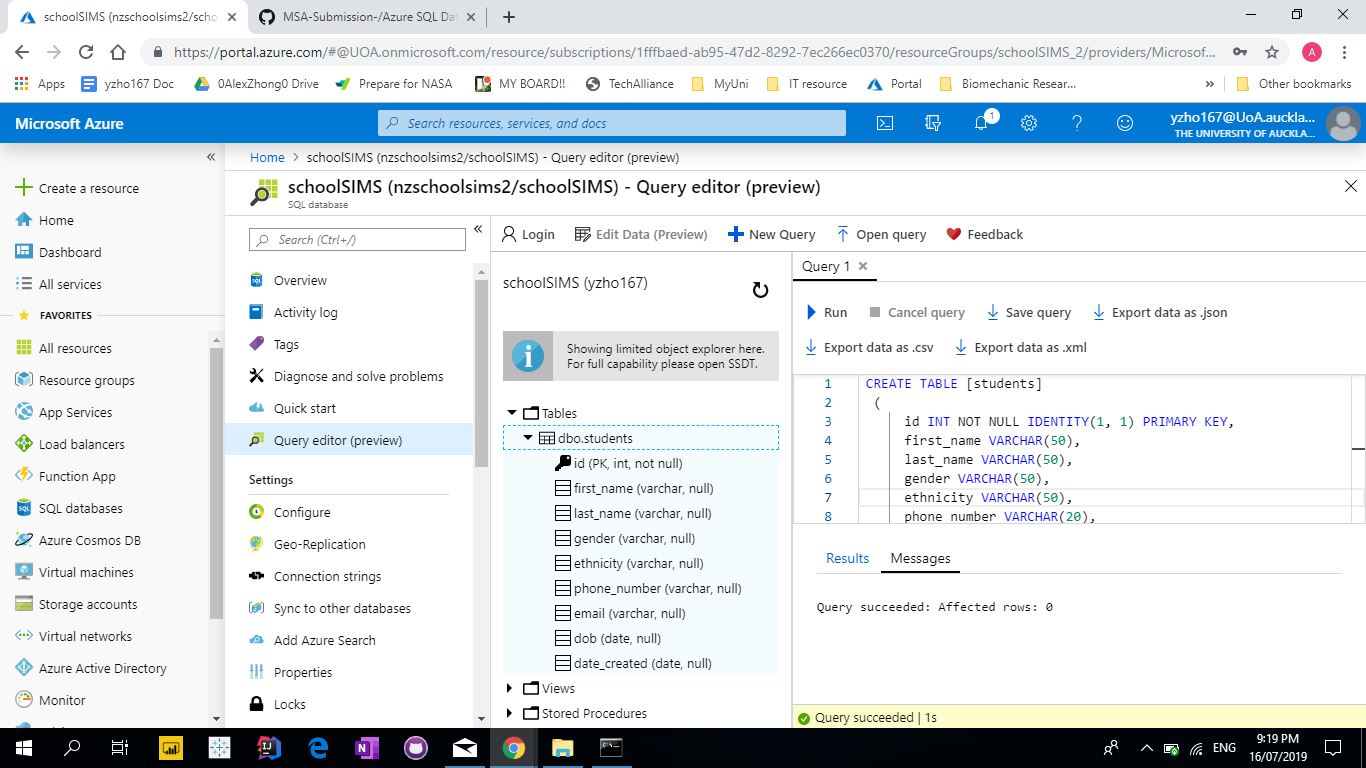 schoolSIMS (nzschoolsims2/scho
MSA-Submission-/Azure SQL Da
https://portal.azure.com/#@UOA.onmicrosoft.com/resource/subscriptions/1fffbaed-ab95-47d2-8292-7ec266ec0370/resourceGroups/schoolSIMS_2/providers/Microsof...
A
Apps
yzho167 Doc
0AlexZhong0 Drive
Prepare for NASA
MY BOARD!!
TechAlliance
MyUni
IT resource
Portal
Biomechanic Resear...
»
Other bookmarks
Microsoft Azure
Search resources, services, and docs
1
yzho167@UoA.auckla...
THE UNIVERSITY OF AUCKLA...
«
Create a resource
Home
Dashboard
All services
FAVORITES
All resources
Resource groups
App Services
Load balancers
Function App
SQL databases
Azure Cosmos DB
Virtual machines
Storage accounts
Virtual networks
Azure Active Directory
Monitor
Home > schoolSIMS (nzschoolsims2/schoolSIMS) - Query editor (preview)
schoolSIMS (nzschoolsims2/schoolSIMS) - Query editor (preview)
SQL database
Search (Ctrl+/)
«
Overview
Activity log
Tags
Diagnose and solve problems
Quick start
Query editor (preview)
Settings
Configure
Geo-Replication
Connection strings
Sync to other databases
Add Azure Search
Properties
Locks
Login
Edit Data (Preview)
New Query
Open query
Feedback
schoolSIMS (yzho167)
Showing limited object explorer here.
For full capability please open SSDT.
Tables
dbo.students
id (PK, int, not null)
first_name (varchar, null)
last_name (varchar, null)
gender (varchar, null)
ethnicity (varchar, null)
phone_number (varchar, null)
email (varchar, null)
dob (date, null)
date_created (date, null)
Views
Stored Procedures
Query 1
Run
Cancel query
Save query
Export data as .json
Export data as .csv
Export data as .xml
1 CREATE TABLE [students]
2 (
3 id INT NOT NULL IDENTITY(1, 1) PRIMARY KEY,
4 first_name VARCHAR(50),
5 last_name VARCHAR(50),
6 gender VARCHAR(50),
7 ethnicity VARCHAR(50),
8 phone_number VARCHAR(20),
Results
Messages
Query succeeded: Affected rows: 0
Query succeeded | 1s
ENG
9:19 PM
16/07/2019